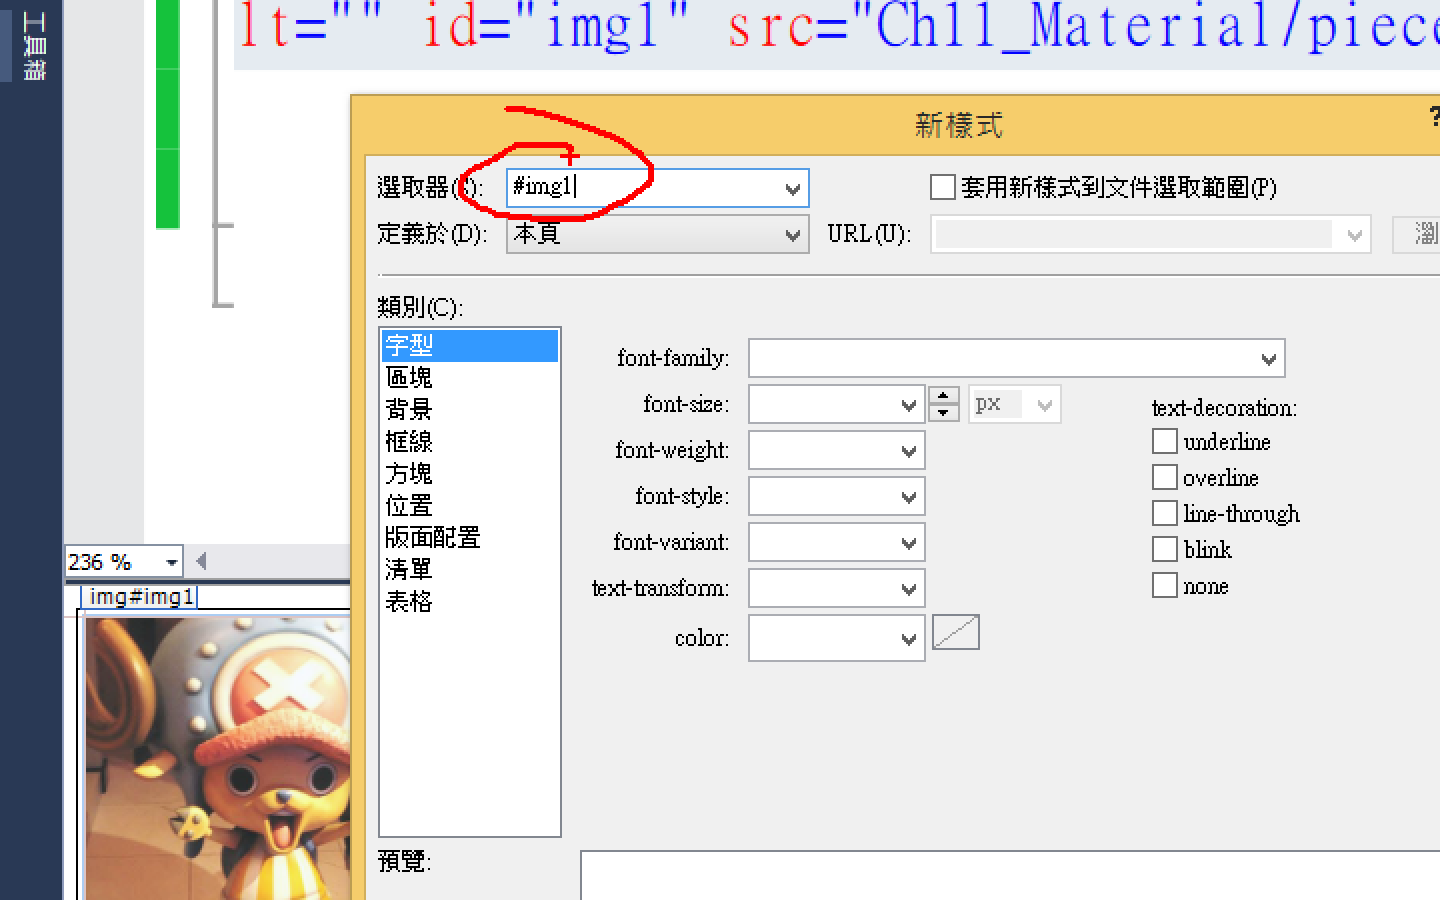 工具箱
lt="" id="img1" src="Ch11_Material/piece
新樣式
?
選取器(S): #img1 套用新樣式到文件選取範圍(P)
定義於(D): 本頁 URL(U): 瀏
類別(C):
字型
區塊
背景
框線
方塊
位置
版面配置
清單
表格
font-family:
font-size: px
font-weight:
font-style:
font-variant:
text-transform:
color:
text-decoration:
underline
overline
line-through
blink
none
236 %
img#img1
預覽: